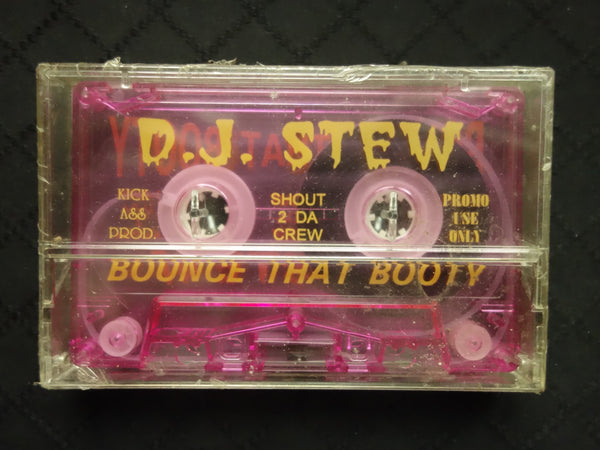 D.J. STEW
KICK
ASS
PROD.
SHOUT
2 DA
CREW
PROMO
USE
ONLY
BOUNCE THAT BOOTY